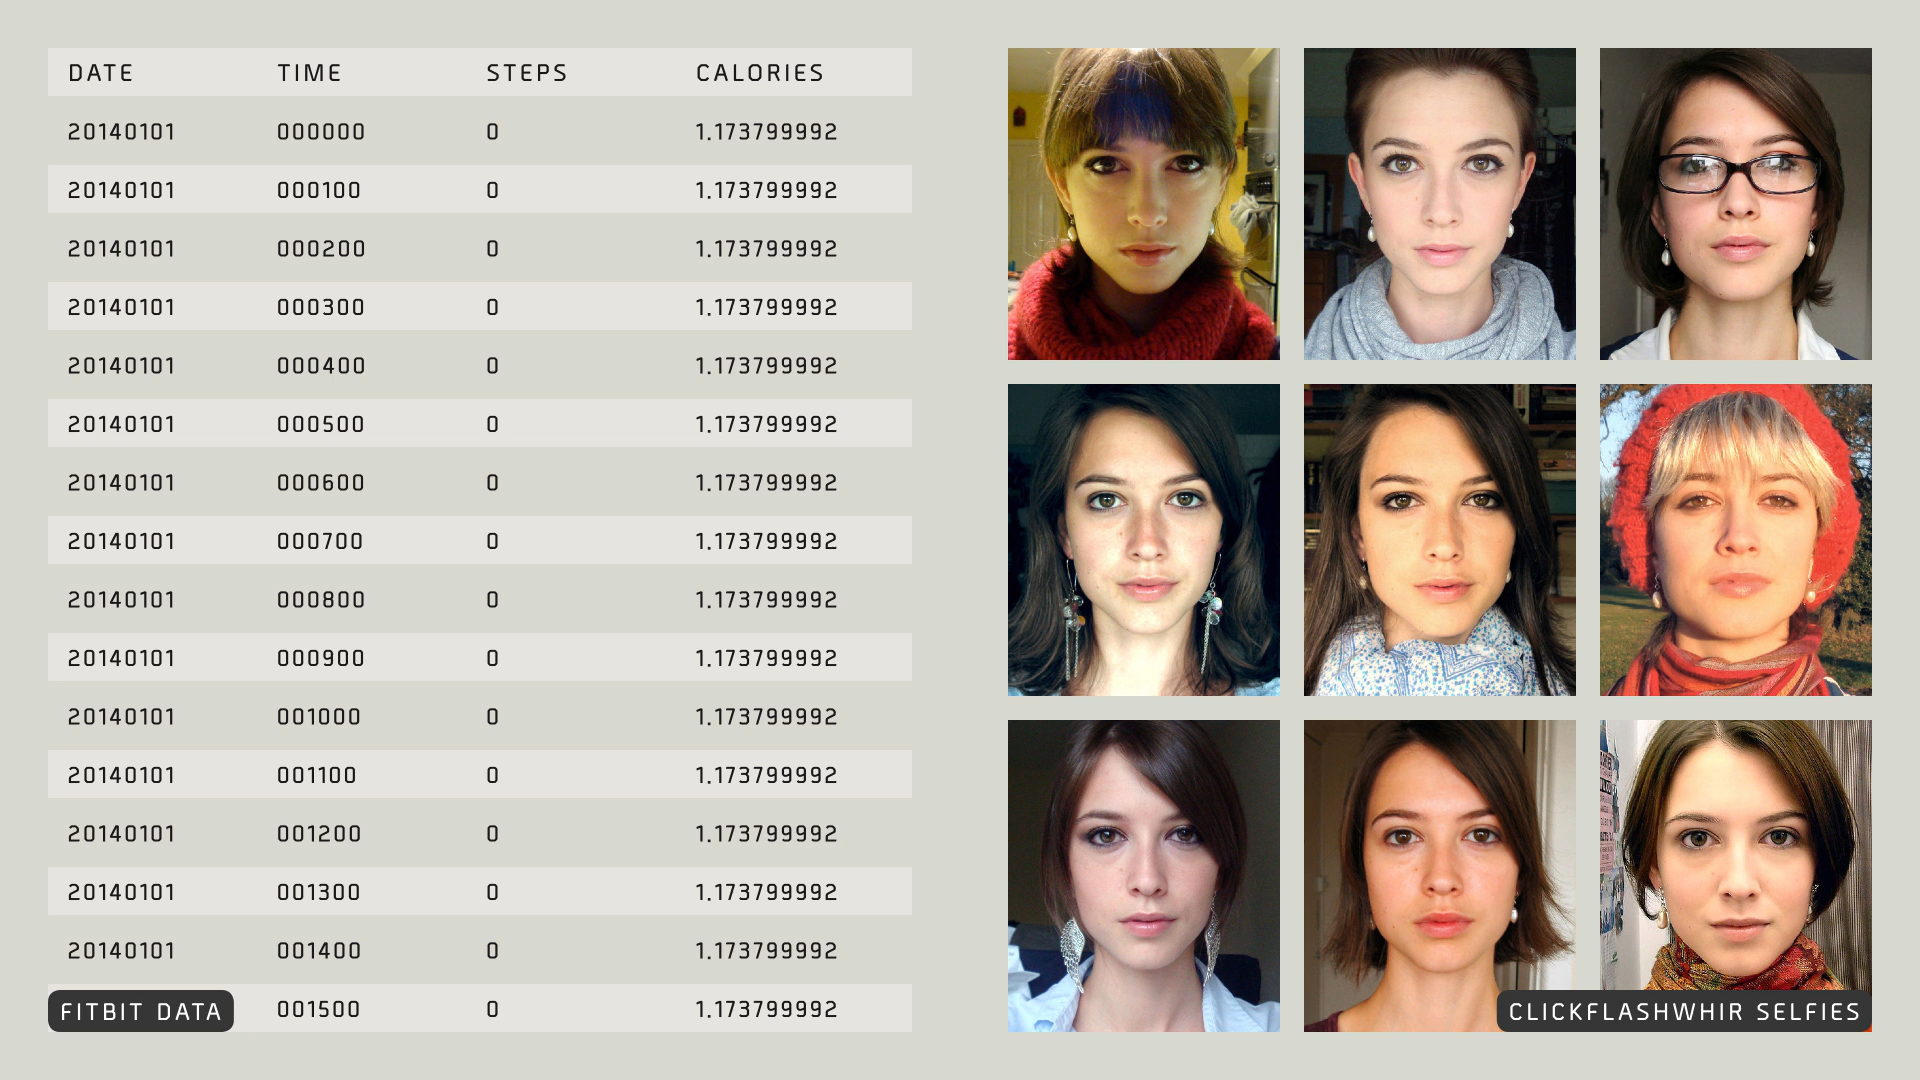 DATE TIME STEPS CALORIES
20140101 000000 0 1.173799992
20140101 000100 0 1.173799992
20140101 000200 0 1.173799992
20140101 000300 0 1.173799992
20140101 000400 0 1.173799992
20140101 000500 0 1.173799992
20140101 000600 0 1.173799992
20140101 000700 0 1.173799992
20140101 000800 0 1.173799992
20140101 000900 0 1.173799992
20140101 001000 0 1.173799992
20140101 001100 0 1.173799992
20140101 001200 0 1.173799992
20140101 001300 0 1.173799992
20140101 001400 0 1.173799992
FITBIT DATA 001500 0 1.173799992
CLICKFLASHWHIR SELFIES